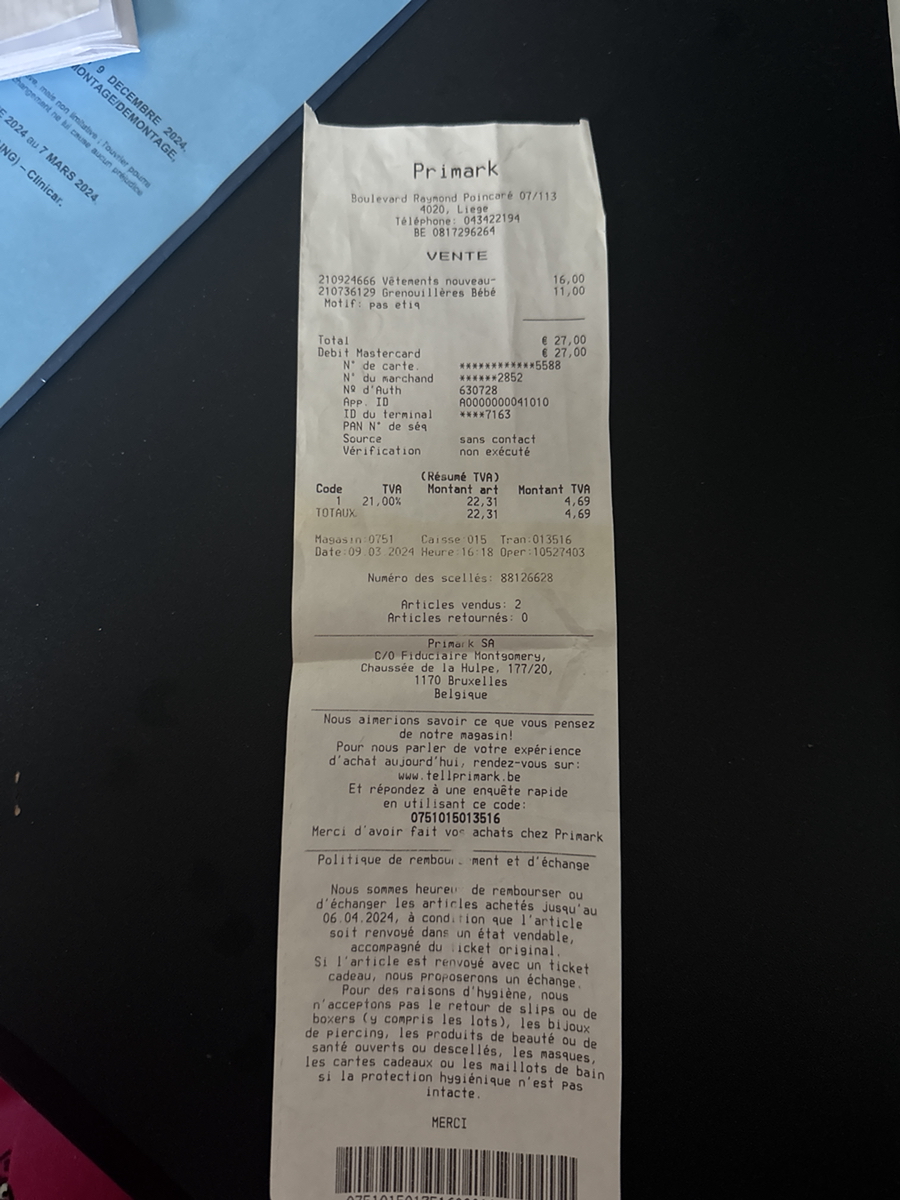 9 DECEMBRE 2024.
MONTAGE/DEMONTAGE,
mais non limitative : l'ouvrier pourra
changement ne lui cause aucun préjudice
2024 au 7 MARS 2024
– Clinicar.
Primark
Boulevard Raymond Poincaré 07/113
4020, Liege
Téléphone: 043422194
BE 0817296264
VENTE
210924666 Vêtements nouveau- 16,00
210736129 Grenouillères Bébé 11,00
Motif: pas etiq
Total € 27,00
Debit Mastercard € 27,00
N° de carte. ************5588
N° du marchand ******2852
Nº d'Auth 630728
App. ID A0000000041010
ID du terminal ****7163
PAN N° de séq
Source sans contact
Vérification non exécuté
(Résumé TVA)
Code TVA Montant art Montant TVA
1 21,00% 22,31 4,69
TOTAUX 22,31 4,69
Magasin:0751 Caisse:015 Tran:013516
Date:09.03.2024 Heure:16:18 Oper:10527403
Numéro des scellés: 88126628
Articles vendus: 2
Articles retournés: 0
Primark SA
C/O Fiduciaire Montgomery,
Chaussée de la Hulpe, 177/20,
1170 Bruxelles
Belgique
Nous aimerions savoir ce que vous pensez
de notre magasin!
Pour nous parler de votre expérience
d'achat aujourd'hui, rendez-vous sur:
www.tellprimark.be
Et répondez à une enquête rapide
en utilisant ce code:
0751015013516
Merci d'avoir fait vos achats chez Primark
Politique de remboursement et d'échange
Nous sommes heureux de rembourser ou
d'échanger les articles achetés jusqu'au
06.04.2024, à condition que l'article
soit renvoyé dans un état vendable,
accompagné du ticket original.
Si l'article est renvoyé avec un ticket
cadeau, nous proposerons un échange.
Pour des raisons d'hygiène, nous
n'acceptons pas le retour de slips ou de
boxers (y compris les lots), les bijoux
de piercing, les produits de beauté ou de
santé ouverts ou descellés, les masques,
les cartes cadeaux ou les maillots de bain
si la protection hygiénique n'est pas
intacte.
MERCI